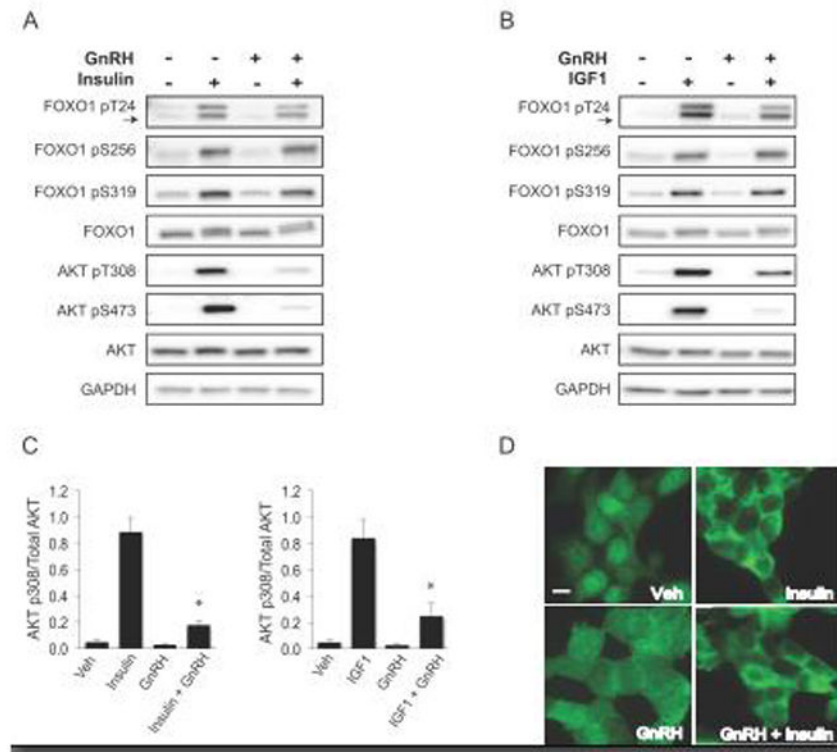 A
GnRH - - + +
Insulin - + - +
FOXO1 pT24
FOXO1 pS256
FOXO1 pS319
FOXO1
AKT pT308
AKT pS473
AKT
GAPDH
B
GnRH - - + +
IGF1 - + - +
FOXO1 pT24
FOXO1 pS256
FOXO1 pS319
FOXO1
AKT pT308
AKT pS473
AKT
GAPDH
C
AKT p308/Total AKT
1.2
1.0
0.8
0.6
0.4
0.2
0.0
*
Veh
Insulin
GnRH
Insulin + GnRH
AKT p308/Total AKT
1.2
1.0
0.8
0.6
0.4
0.2
0.0
*
Veh
IGF1
GnRH
IGF1 + GnRH
D
Veh
Insulin
GnRH
GnRH + Insulin